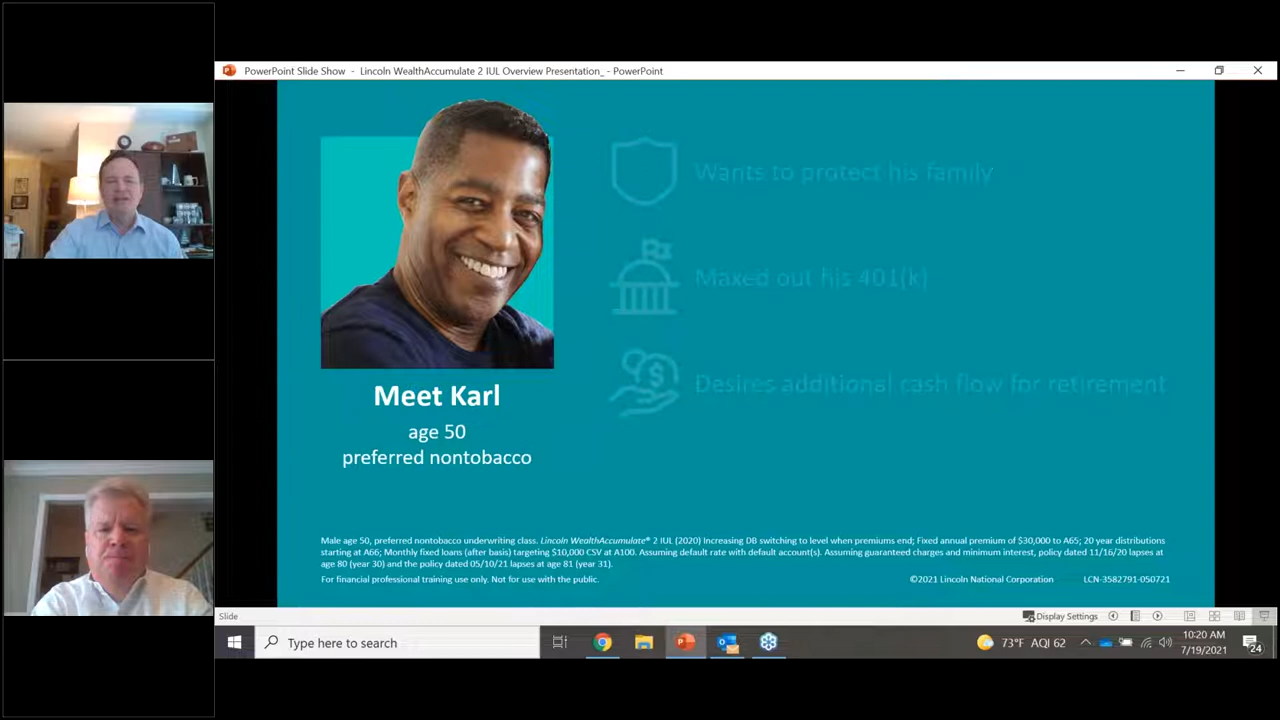 PowerPoint Slide Show - Lincoln WealthAccumulate 2 IUL Overview Presentation_ - PowerPoint
Wants to protect his family
Maxed out his 401(k)
Desires additional cash flow for retirement
Meet Karl
age 50
preferred nontobacco
Male age 50, preferred nontobacco underwriting class. Lincoln WealthAccumulate® 2 IUL (2020) Increasing DB switching to level when premiums end; Fixed annual premium of $30,000 to A65; 20 year distributions
starting at A66; Monthly fixed loans (after basis) targeting $10,000 CSV at A100. Assuming default rate with default account(s). Assuming guaranteed charges and minimum interest, policy dated 11/16/20 lapses at
age 80 (year 30) and the policy dated 05/10/21 lapses at age 81 (year 31).
For financial professional training use only. Not for use with the public.
©2021 Lincoln National Corporation
LCN-3582791-050721
Slide
Display Settings
Type here to search
73°F AQI 62
10:20 AM
7/19/2021
24